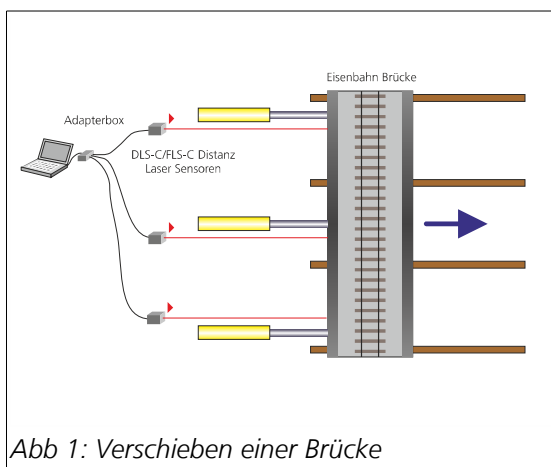 Eisenbahn Brücke
Adapterbox
DLS-C/FLS-C Distanz
Laser Sensoren
Abb 1: Verschieben einer Brücke